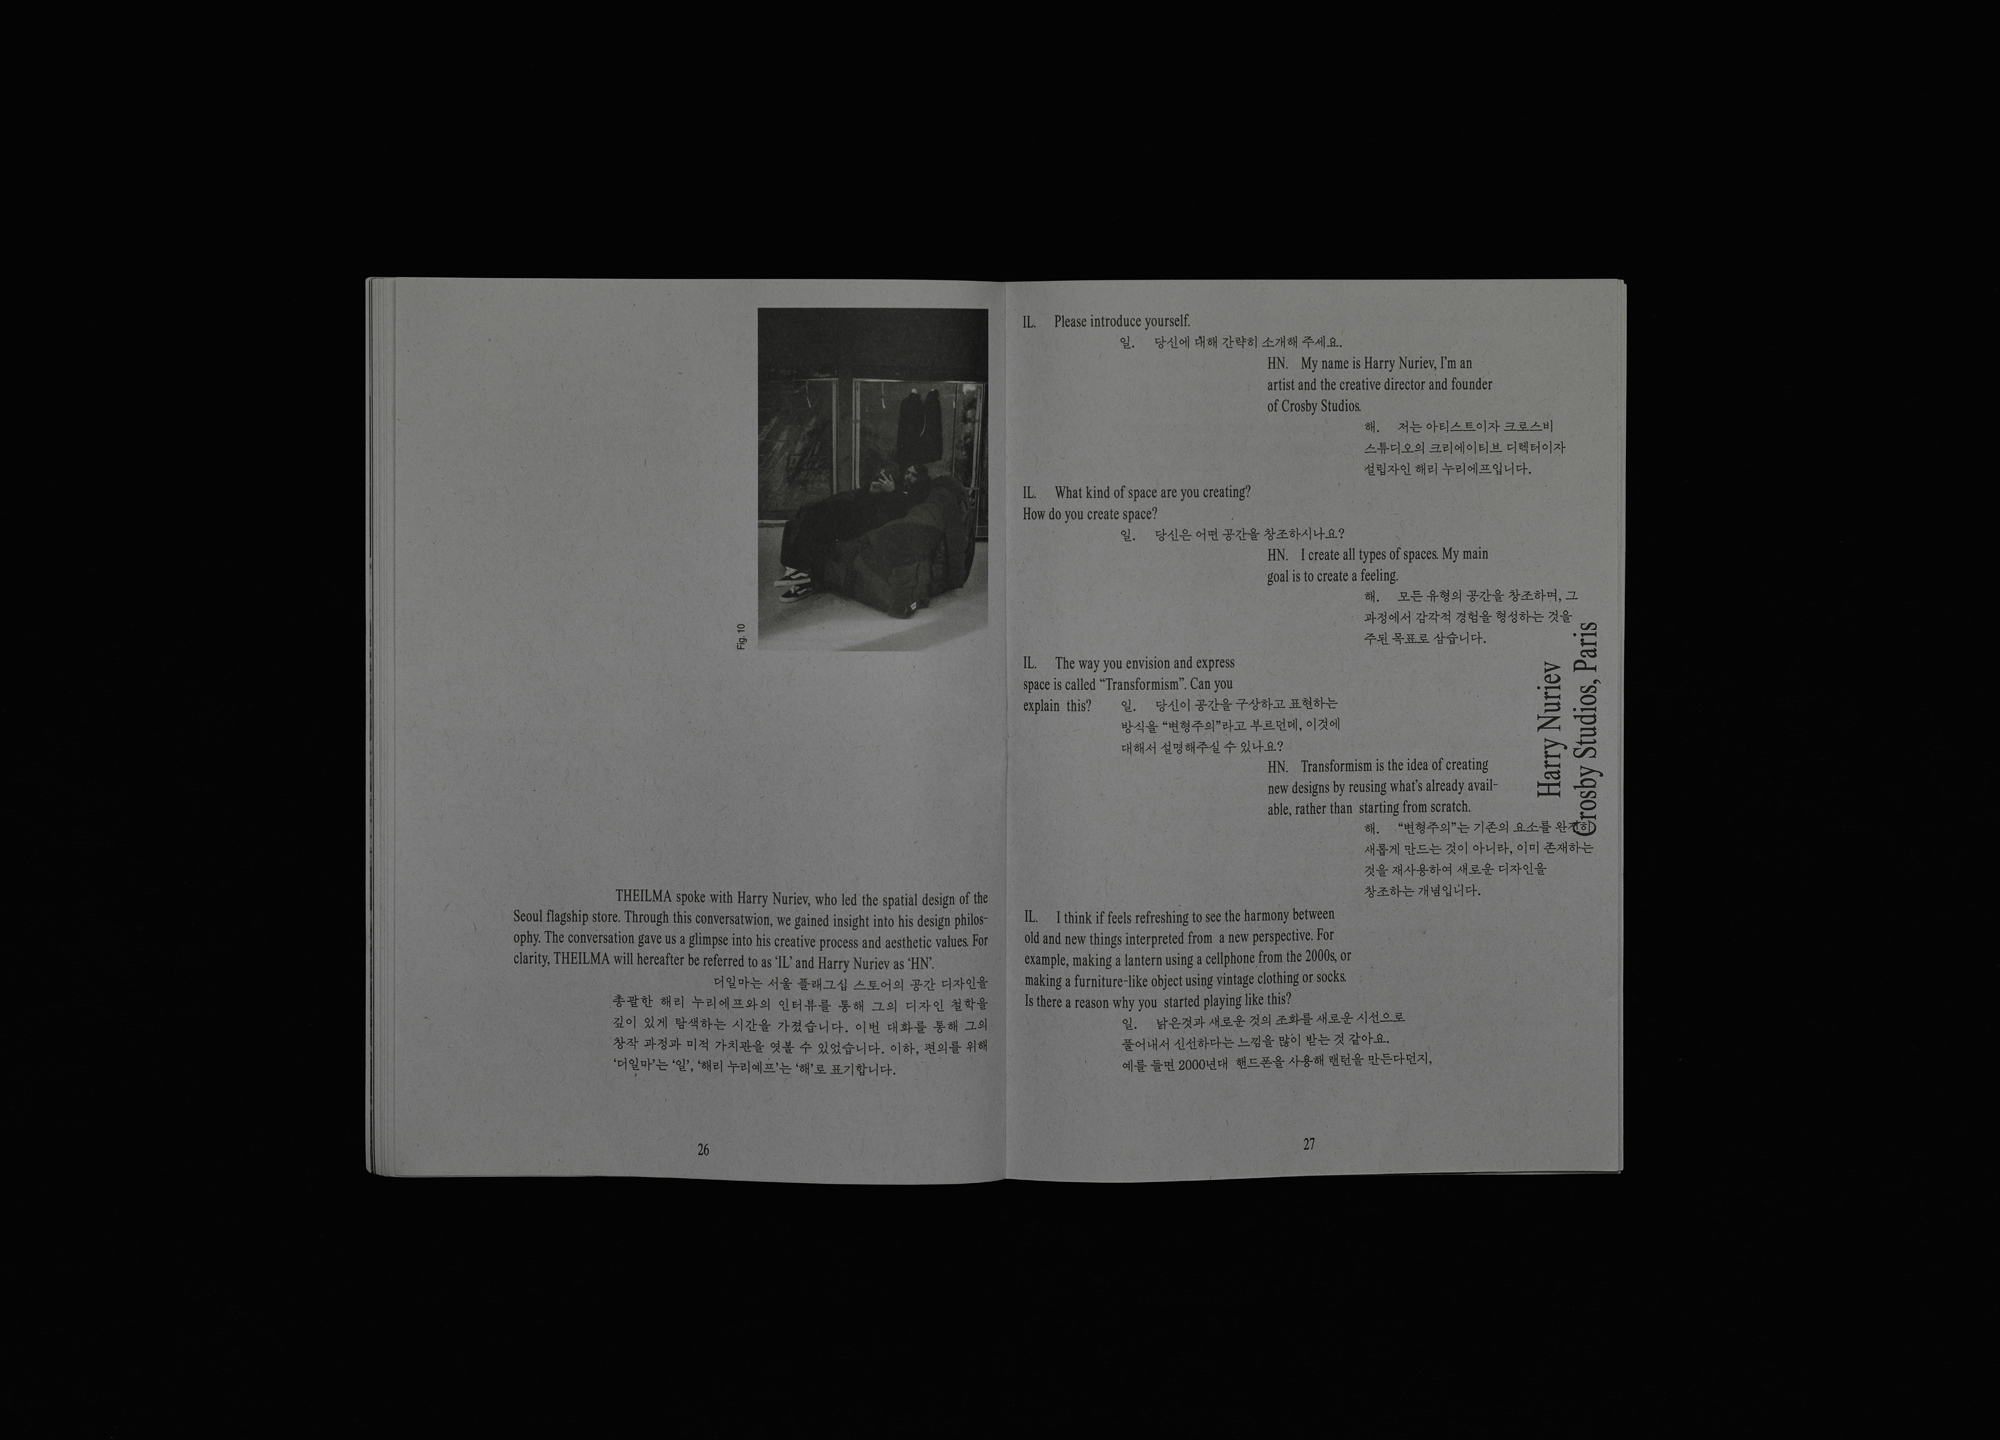 Fig. 10
THEILMA spoke with Harry Nuriev, who led the spatial design of the
Seoul flagship store. Through this conversatwion, we gained insight into his design philos-
ophy. The conversation gave us a glimpse into his creative process and aesthetic values. For
clarity, THEILMA will hereafter be referred to as ‘IL’ and Harry Nuriev as ‘HN’.
더일마는 서울 플래그십 스토어의 공간 디자인을
총괄한 해리 누리에프와의 인터뷰를 통해 그의 디자인 철학을
깊이 있게 탐색하는 시간을 가졌습니다. 이번 대화를 통해 그의
창작 과정과 미적 가치관을 엿볼 수 있었습니다. 이하, 편의를 위해
‘더일마’는 ‘일’, ‘해리 누리에프’는 ‘해’로 표기합니다.
26
IL. Please introduce yourself.
일. 당신에 대해 간략히 소개해 주세요.
HN. My name is Harry Nuriev, I’m an
artist and the creative director and founder
of Crosby Studios.
해. 저는 아티스트이자 크로스비
스튜디오의 크리에이티브 디렉터이자
설립자인 해리 누리에프입니다.
IL. What kind of space are you creating?
How do you create space?
일. 당신은 어떤 공간을 창조하시나요?
HN. I create all types of spaces. My main
goal is to create a feeling.
해. 모든 유형의 공간을 창조하며, 그
과정에서 감각적 경험을 형성하는 것을
주된 목표로 삼습니다.
IL. The way you envision and express
space is called “Transformism”. Can you
explain this? 일. 당신이 공간을 구상하고 표현하는
방식을 “변형주의”라고 부르던데, 이것에
대해서 설명해주실 수 있나요?
HN. Transformism is the idea of creating
new designs by reusing what’s already avail-
able, rather than starting from scratch.
해. “변형주의”는 기존의 요소를 완전히
새롭게 만드는 것이 아니라, 이미 존재하는
것을 재사용하여 새로운 디자인을
창조하는 개념입니다.
IL. I think if feels refreshing to see the harmony between
old and new things interpreted from a new perspective. For
example, making a lantern using a cellphone from the 2000s, or
making a furniture-like object using vintage clothing or socks.
Is there a reason why you started playing like this?
일. 낡은것과 새로운 것의 조화를 새로운 시선으로
풀어내서 신선하다는 느낌을 많이 받는 것 같아요.
예를 들면 2000년대 핸드폰을 사용해 랜턴을 만든다던지,
Harry Nuriev
Crosby Studios, Paris
27